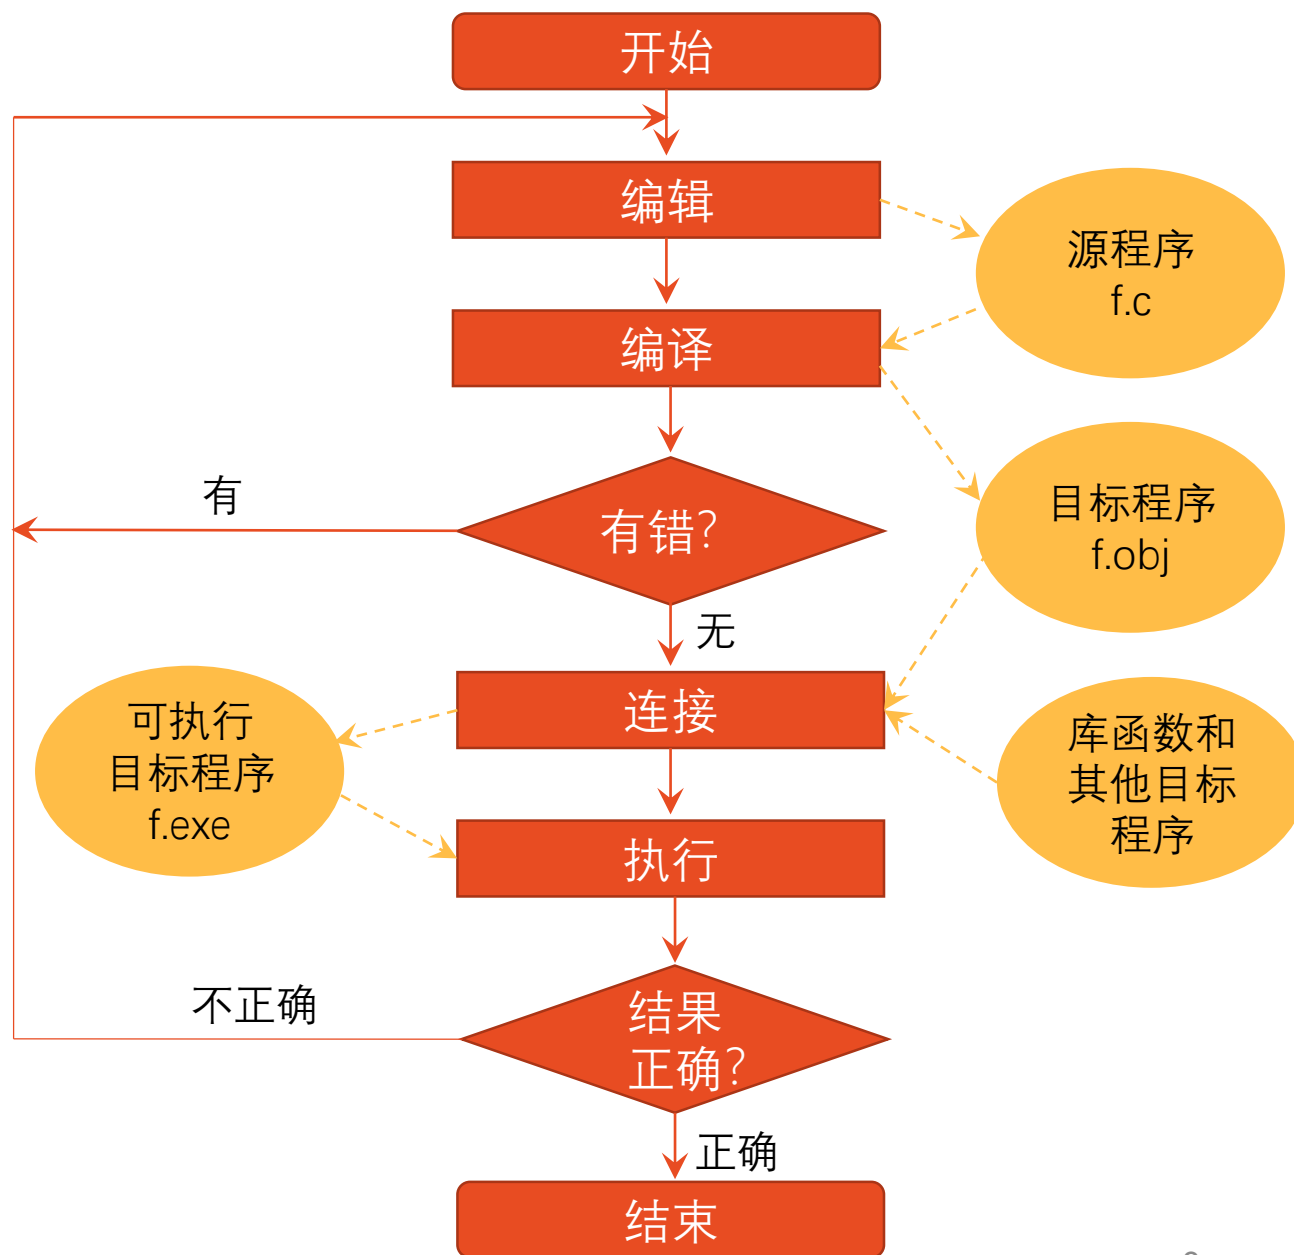 开始
编辑
源程序
f.c
编译
有
有错?
目标程序
f.obj
无
连接
可执行
目标程序
f.exe
库函数和
其他目标
程序
执行
不正确
结果
正确?
正确
结束